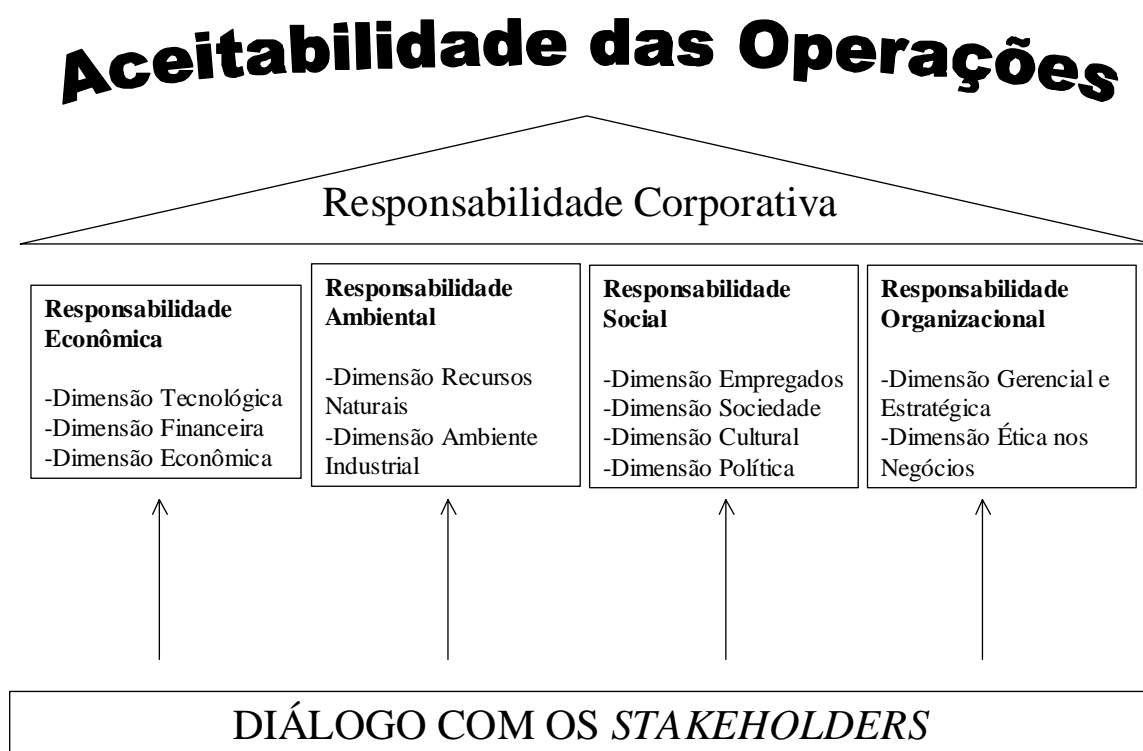 Aceitabilidade das Operações
Responsabilidade Corporativa
Responsabilidade
Econômica
-Dimensão Tecnológica
-Dimensão Financeira
-Dimensão Econômica
Responsabilidade
Ambiental
-Dimensão Recursos
Naturais
-Dimensão Ambiente
Industrial
Responsabilidade
Social
-Dimensão Empregados
-Dimensão Sociedade
-Dimensão Cultural
-Dimensão Política
Responsabilidade
Organizacional
-Dimensão Gerencial e
Estratégica
-Dimensão Ética nos
Negócios
DIÁLOGO COM OS STAKEHOLDERS